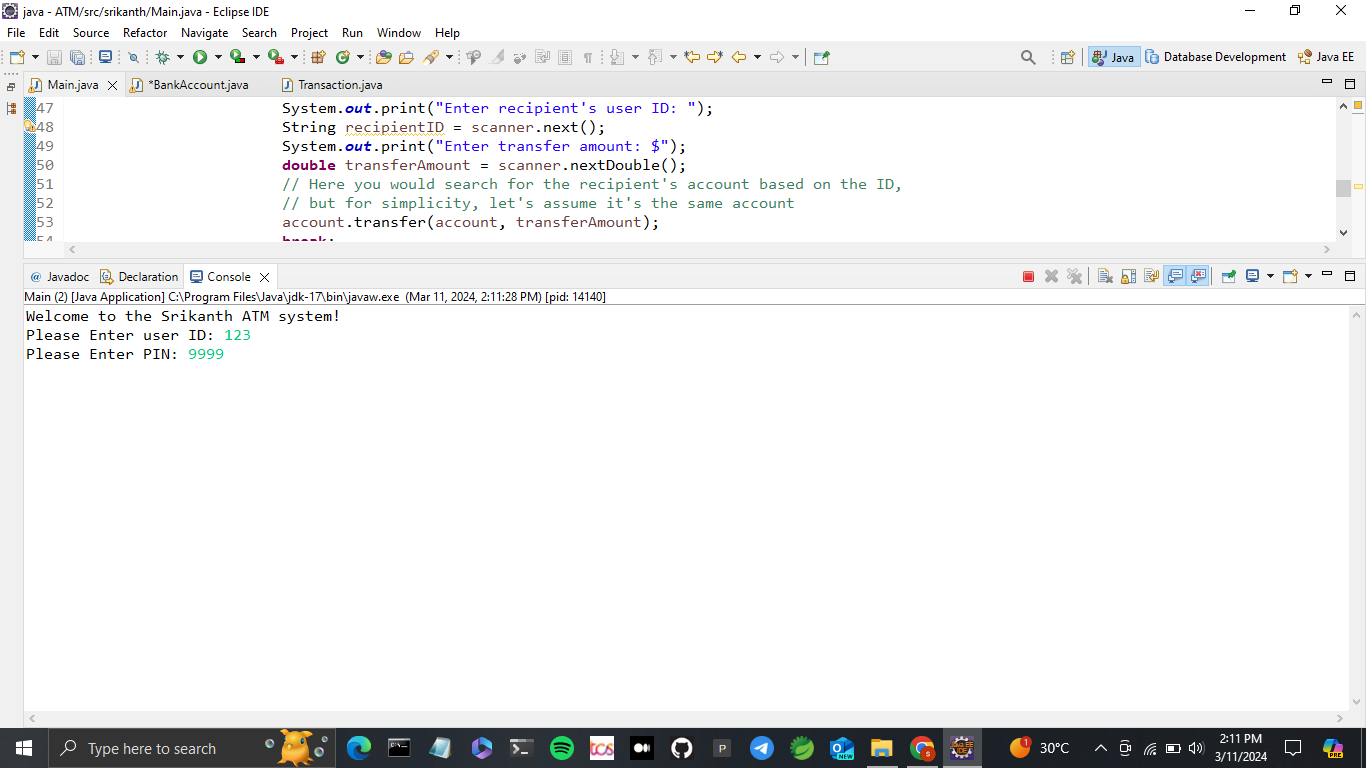 java - ATM/src/srikanth/Main.java - Eclipse IDE
File Edit Source Refactor Navigate Search Project Run Window Help
Java Database Development Java EE
Main.java *BankAccount.java Transaction.java
47 System.out.print("Enter recipient's user ID: ");
48 String recipientID = scanner.next();
49 System.out.print("Enter transfer amount: $");
50 double transferAmount = scanner.nextDouble();
51 // Here you would search for the recipient's account based on the ID,
52 // but for simplicity, let's assume it's the same account
53 account.transfer(account, transferAmount);
54 break;
@ Javadoc Declaration Console
Main (2) [Java Application] C:\Program Files\Java\jdk-17\bin\javaw.exe (Mar 11, 2024, 2:11:28 PM) [pid: 14140]
Welcome to the Srikanth ATM system!
Please Enter user ID: 123
Please Enter PIN: 9999
Type here to search
tcs
P
NEW
S
1
30°C
2:11 PM
3/11/2024
PRE